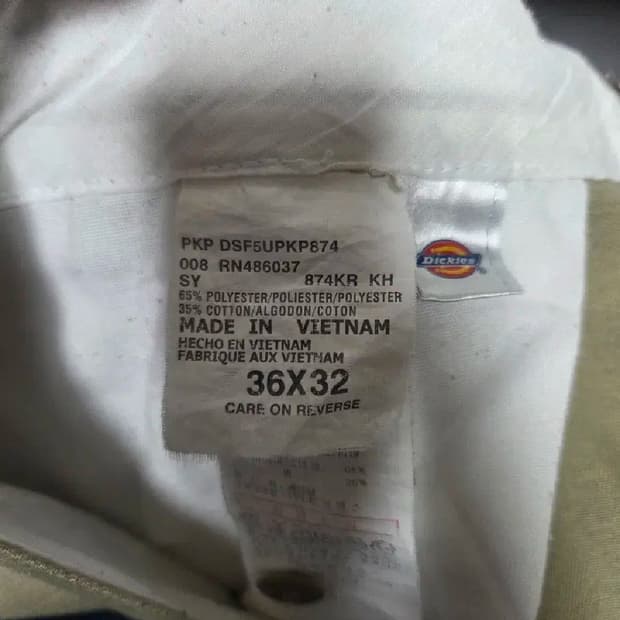 PKP DSF5UPKP874
008 RN486037
SY 874KR KH
65% POLYESTER/POLIESTER/POLYESTER
35% COTTON/ALGODON/COTON
MADE IN VIETNAM
HECHO EN VIETNAM
FABRIQUE AUX VIETNAM
36X32
CARE ON REVERSE
Dickies